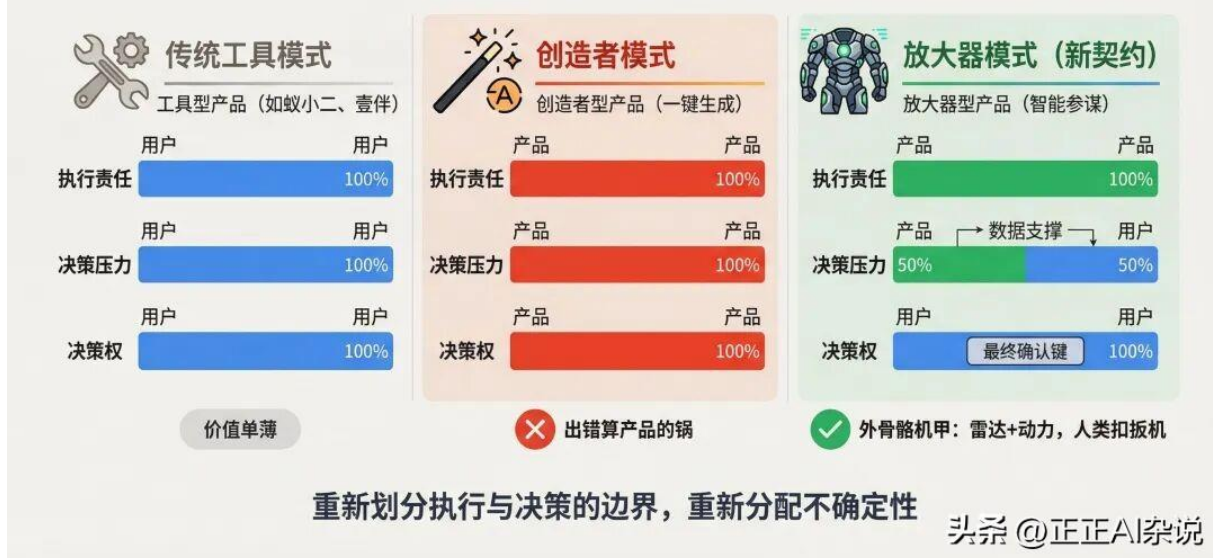 传统工具模式
工具型产品（如蚁小二、壹伴）
用户 用户
执行责任 100%
用户 用户
决策压力 100%
用户 用户
决策权 100%
价值单薄
A
创造者模式
创造者型产品（一键生成）
产品 产品
执行责任 100%
产品 产品
决策压力 100%
产品 产品
决策权 100%
出错算产品的锅
放大器模式（新契约）
放大器型产品（智能参谋）
产品 产品
执行责任 100%
产品 数据支撑 用户
决策压力 50% 50%
用户 用户
决策权 最终确认键 100%
外骨骼机甲：雷达+动力，人类扣扳机
重新划分执行与决策的边界，重新分配不确定性
头条 @正正AI杂说